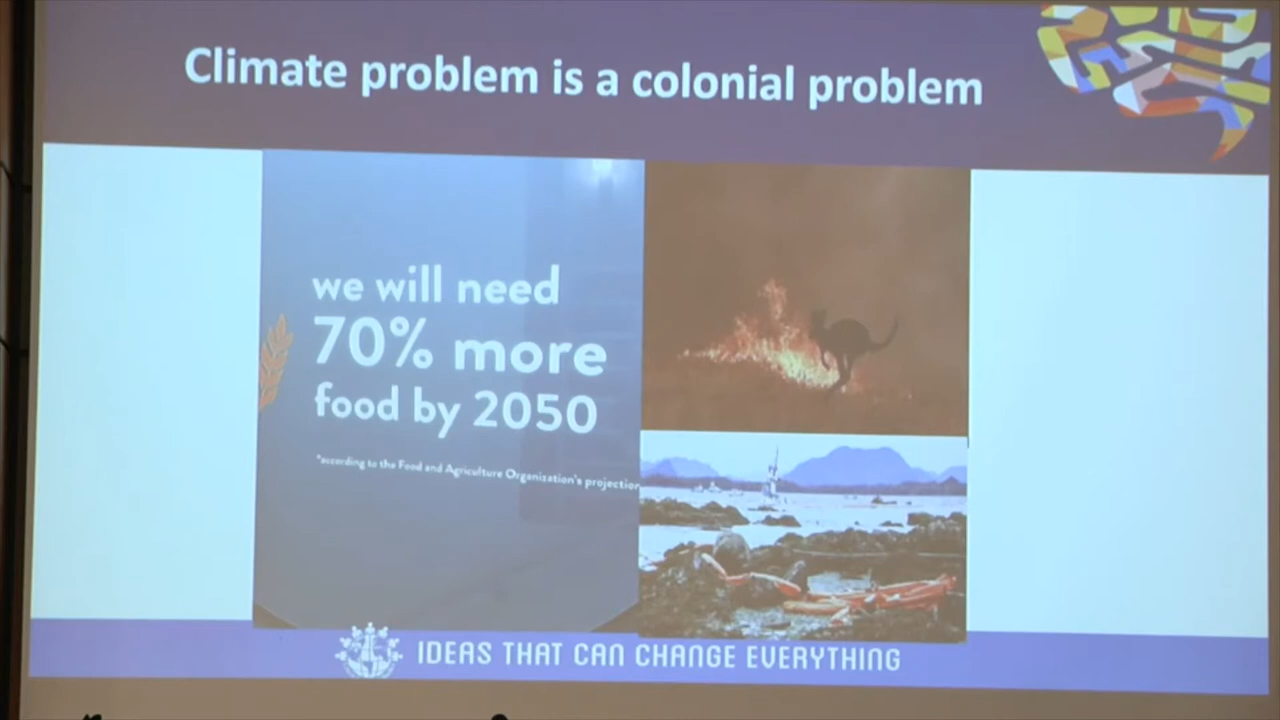 Climate problem is a colonial problem
we will need
70% more
food by 2050
*according to the Food and Agriculture Organization's projection
IDEAS THAT CAN CHANGE EVERYTHING